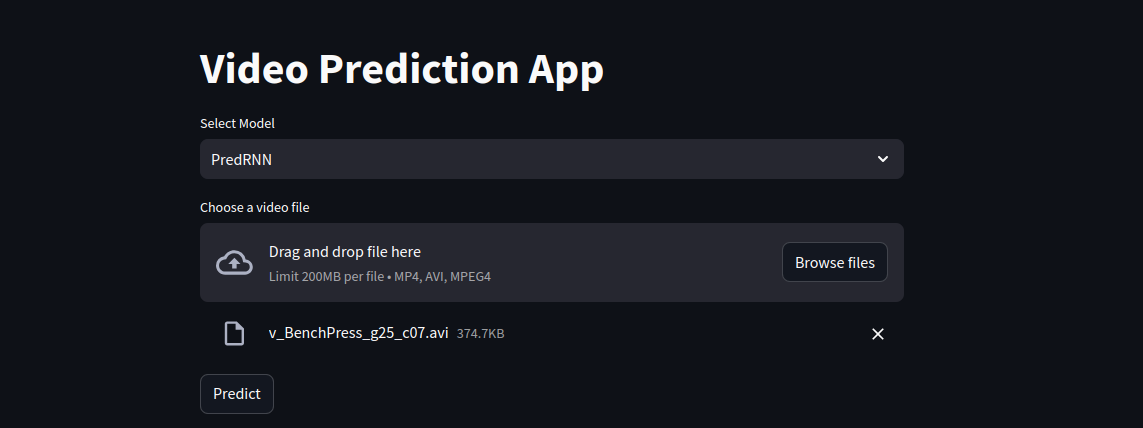 Video Prediction App
Select Model
PredRNN
Choose a video file
Drag and drop file here
Limit 200MB per file • MP4, AVI, MPEG4
Browse files
v_BenchPress_g25_c07.avi 374.7KB
Predict